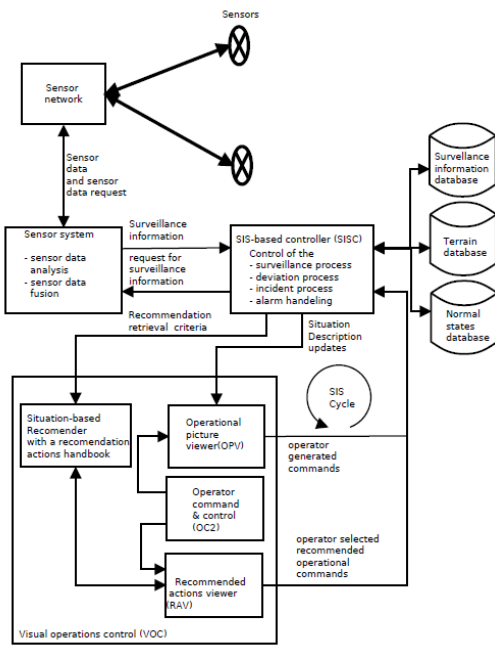 Sensors
Sensor
network
Sensor
data
and sensor
data request
Survellance
information
database
Terrain
database
Normal
states
database
Sensor system
- sensor data
analysis
- sensor data
fusion
Surveillance
information
request for
surveillance
information
SIS-based controller (SISC)
Control of the
- surveillance process
- deviation process
- incident process
- alarm handeling
Recommendation
retrieval criteria
Situation
Description
updates
SIS
Cycle
Situation-based
Recomender
with a recomendation
actions handbook
Operational
picture
viewer(OPV)
operator
generated
commands
Operator
command
& control
(OC2)
operator selected
recommended
operational
commands
Recommended
actions viewer
(RAV)
Visual operations control (VOC)